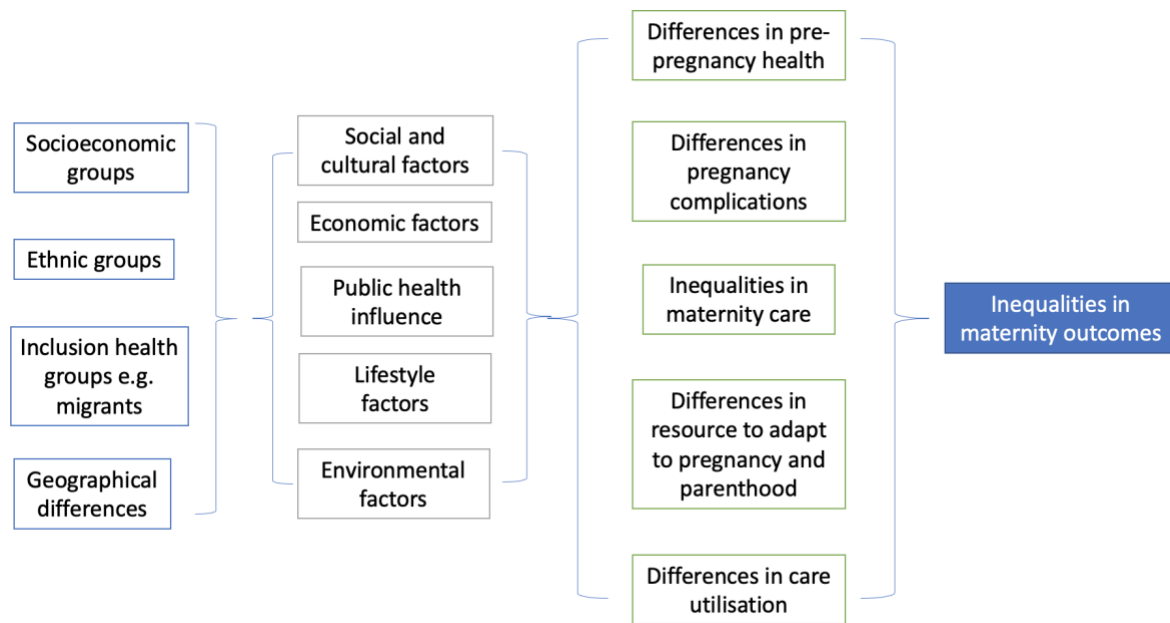 Socioeconomic
groups
Ethnic groups
Inclusion health
groups e.g.
migrants
Geographical
differences
Social and
cultural factors
Economic factors
Public health
influence
Lifestyle
factors
Environmental
factors
Differences in pre-
pregnancy health
Differences in
pregnancy
complications
Inequalities in
maternity care
Differences in
resource to adapt
to pregnancy and
parenthood
Differences in care
utilisation
Inequalities in
maternity outcomes